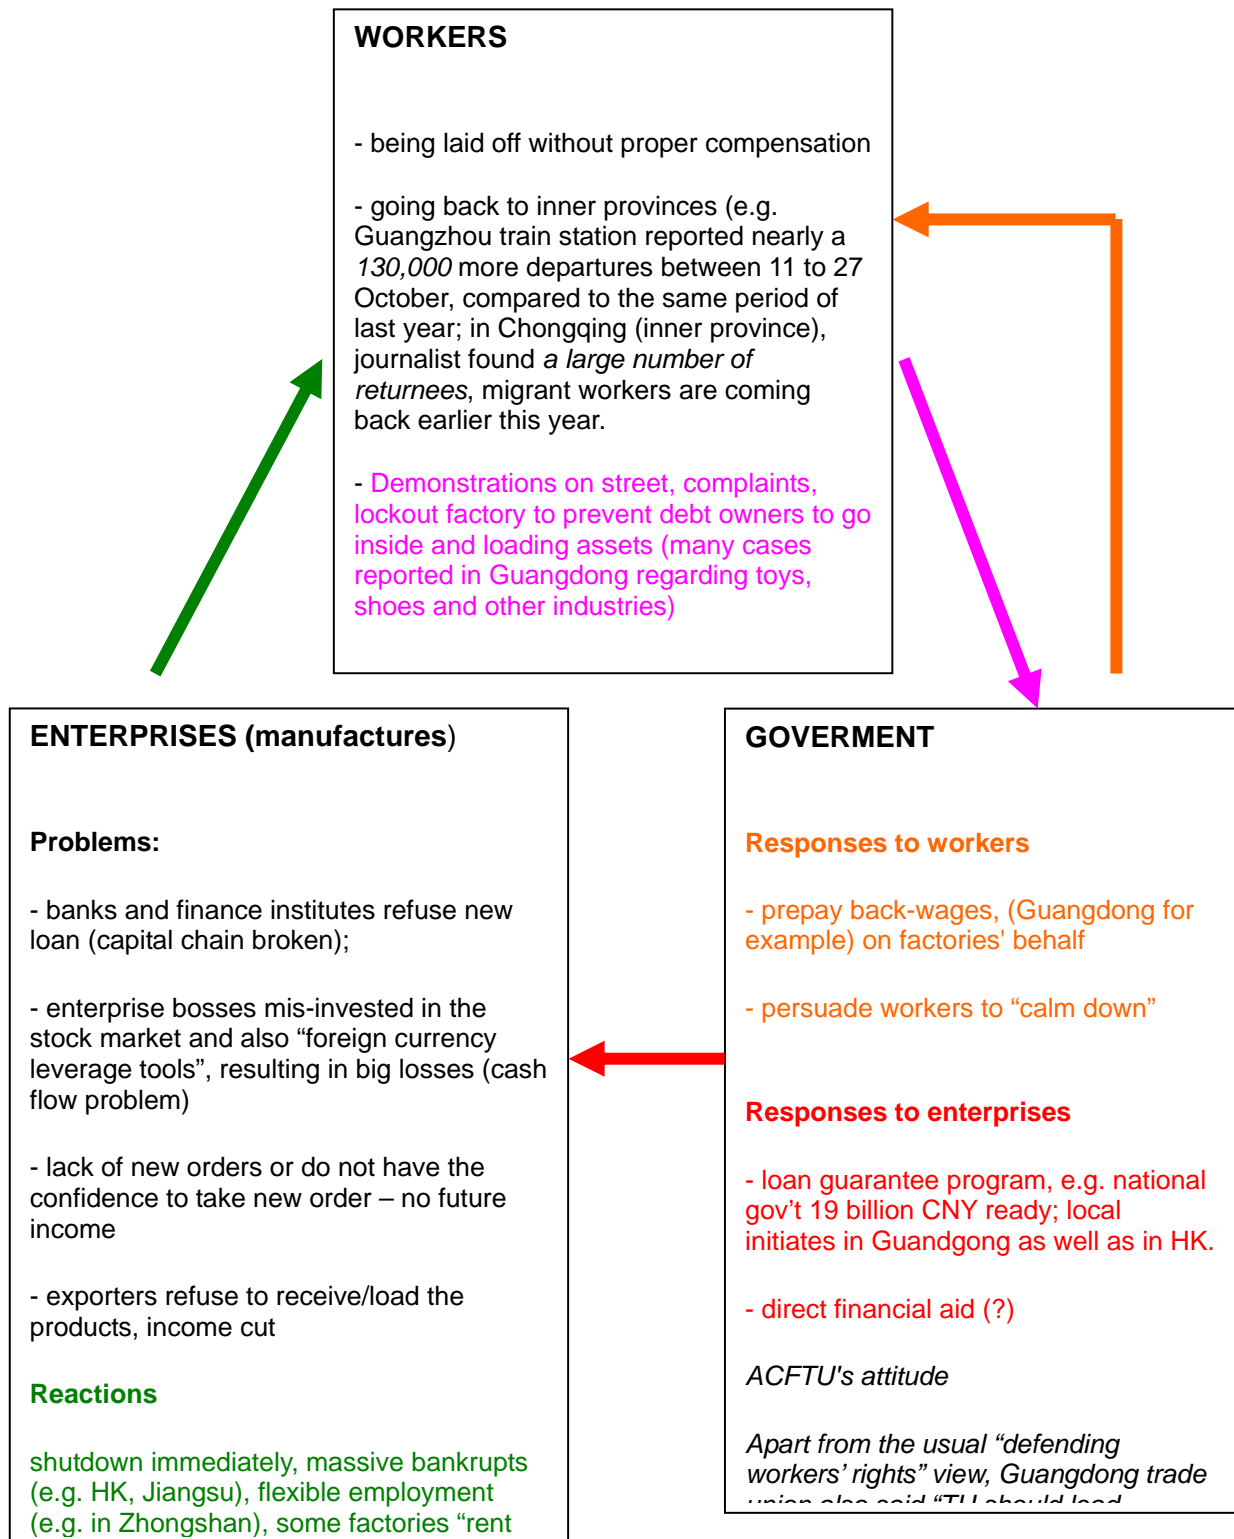 WORKERS
- being laid off without proper compensation
- going back to inner provinces (e.g.
Guangzhou train station reported nearly a
130,000 more departures between 11 to 27
October, compared to the same period of
last year; in Chongqing (inner province),
journalist found a large number of
returnees, migrant workers are coming
back earlier this year.
- Demonstrations on street, complaints,
lockout factory to prevent debt owners to go
inside and loading assets (many cases
reported in Guangdong regarding toys,
shoes and other industries)
ENTERPRISES (manufactures)
Problems:
- banks and finance institutes refuse new
loan (capital chain broken);
- enterprise bosses mis-invested in the
stock market and also “foreign currency
leverage tools”, resulting in big losses (cash
flow problem)
- lack of new orders or do not have the
confidence to take new order – no future
income
- exporters refuse to receive/load the
products, income cut
Reactions
shutdown immediately, massive bankrupts
(e.g. HK, Jiangsu), flexible employment
(e.g. in Zhongshan), some factories “rent
GOVERMENT
Responses to workers
- prepay back-wages, (Guangdong for
example) on factories' behalf
- persuade workers to “calm down”
Responses to enterprises
- loan guarantee program, e.g. national
gov't 19 billion CNY ready; local
initiates in Guandgong as well as in HK.
- direct financial aid (?)
ACFTU's attitude
Apart from the usual “defending
workers’ rights” view, Guangdong trade
union also said “TU should lead